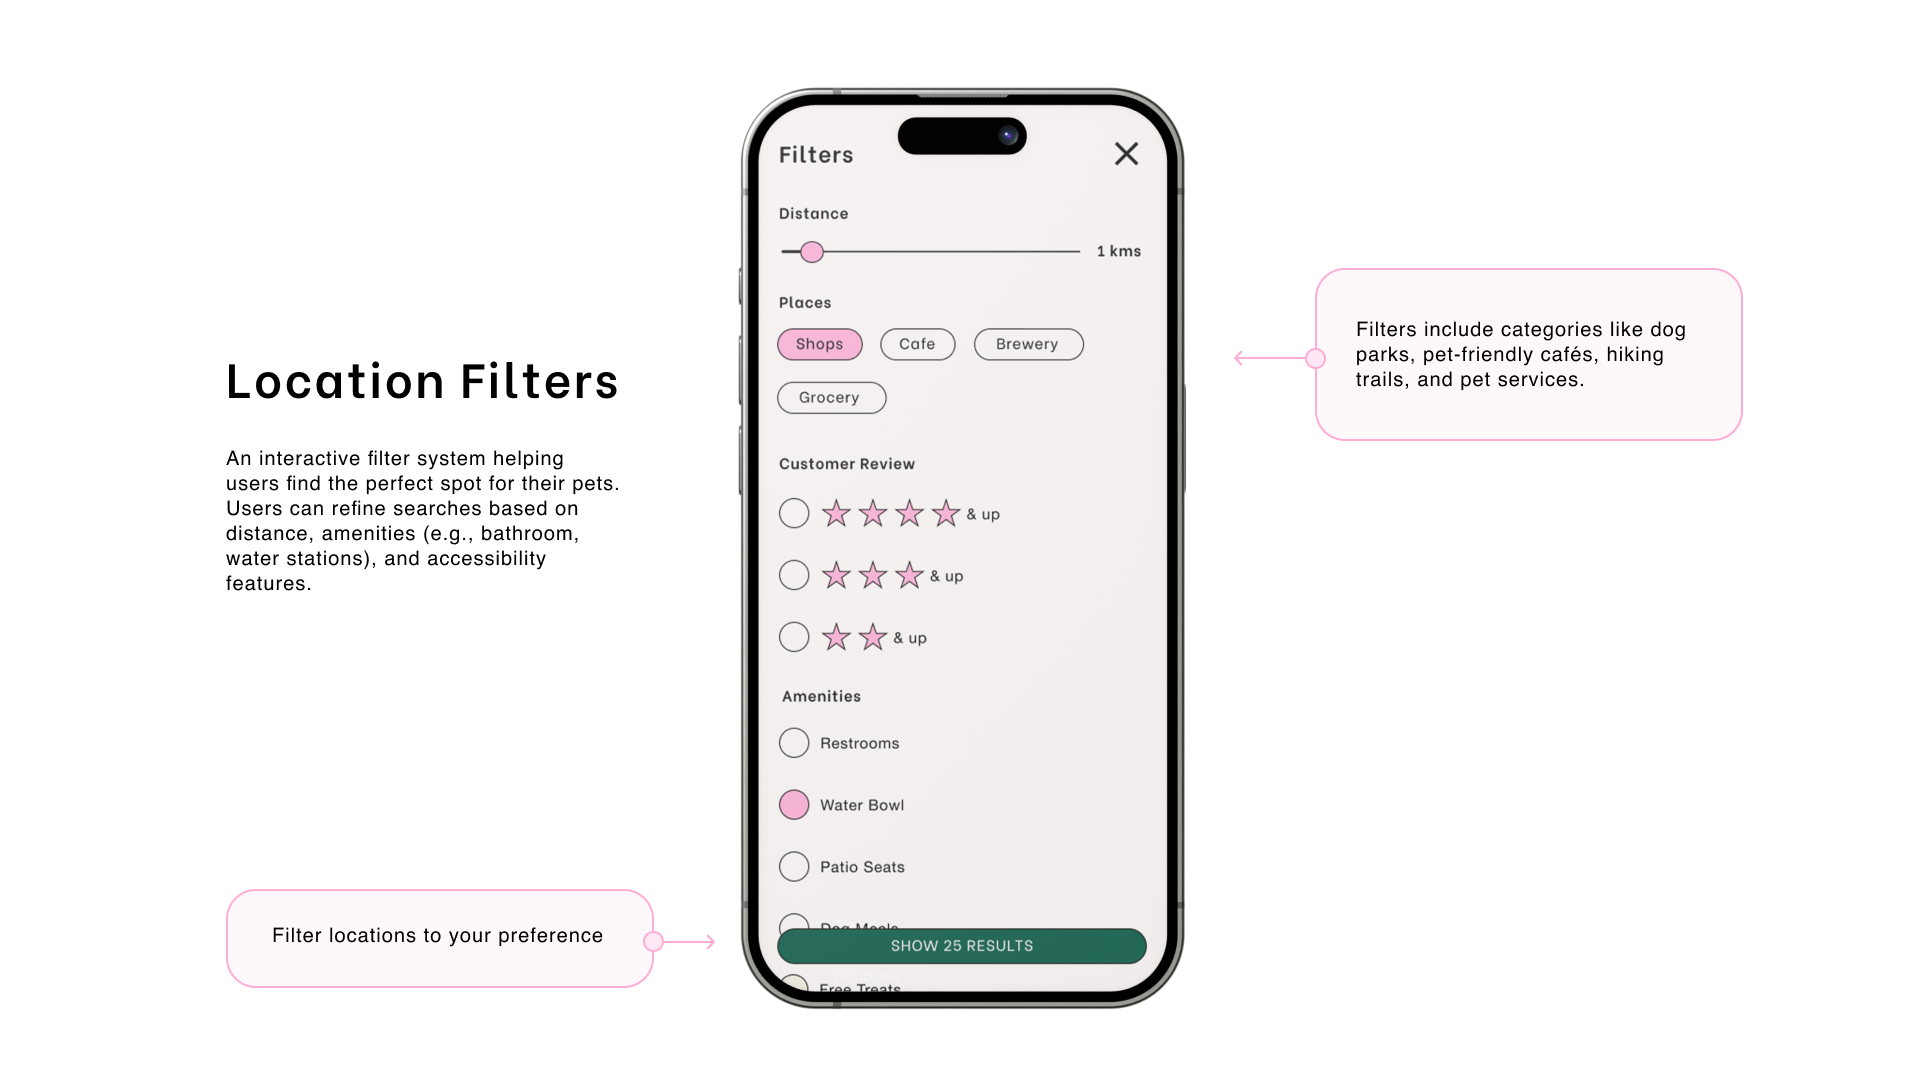 Location Filters
An interactive filter system helping
users find the perfect spot for their pets.
Users can refine searches based on
distance, amenities (e.g., bathroom,
water stations), and accessibility
features.
Filter locations to your preference
Filters
Distance
1 kms
Places
Shops Cafe Brewery
Grocery
Customer Review
& up
& up
& up
Amenities
Restrooms
Water Bowl
Patio Seats
Dog Meals
SHOW 25 RESULTS
Free Treats
Filters include categories like dog
parks, pet-friendly cafés, hiking
trails, and pet services.